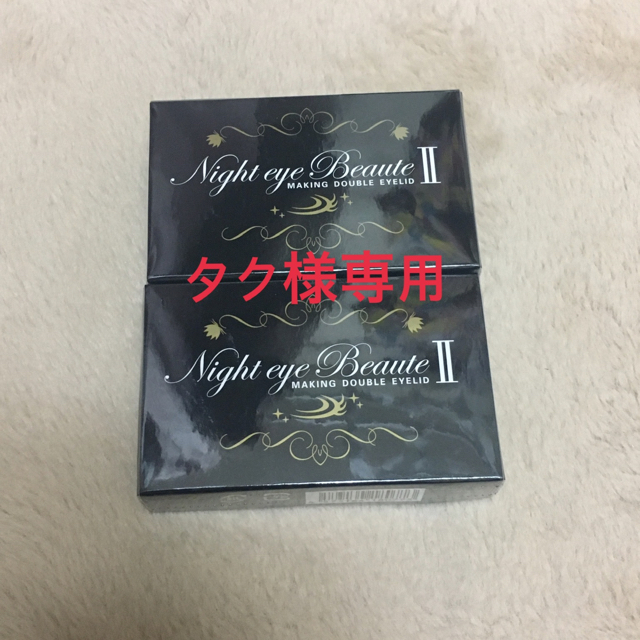 Night eye Beaute II
MAKING DOUBLE EYELID
タク様専用
Night eye Beaute II
MAKING DOUBLE EYELID